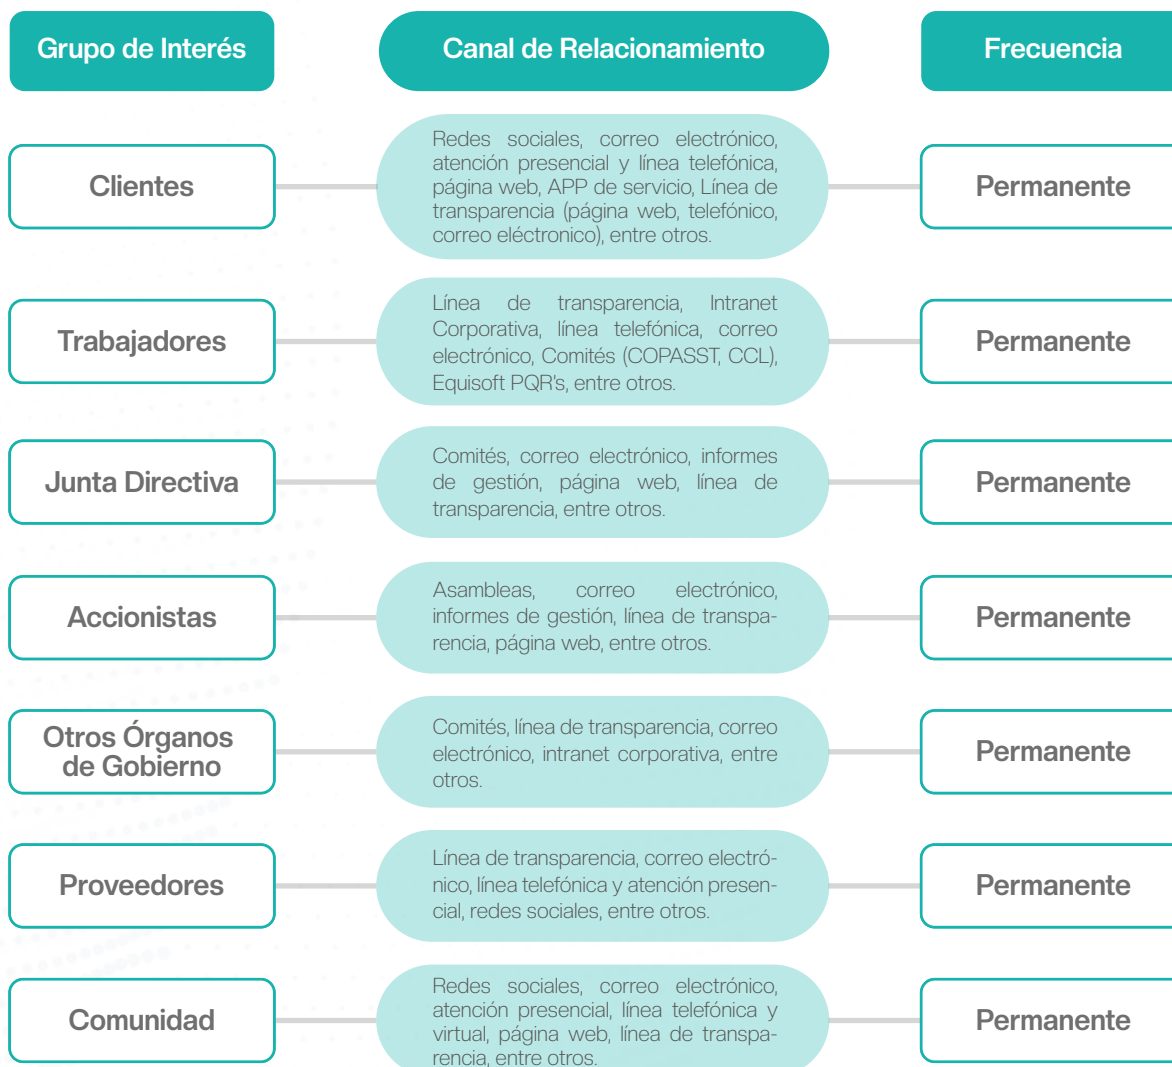 Grupo de Interés
Canal de Relacionamiento
Frecuencia
Clientes
Redes sociales, correo electrónico,
atención presencial y línea telefónica,
página web, APP de servicio, Línea de
transparencia (página web, telefónico,
correo eléctronico), entre otros.
Permanente
Trabajadores
Línea de transparencia, Intranet
Corporativa, línea telefónica, correo
electrónico, Comités (COPASST, CCL),
Equisoft PQR's, entre otros.
Permanente
Junta Directiva
Comités, correo electrónico, informes
de gestión, página web, línea de
transparencia, entre otros.
Permanente
Accionistas
Asambleas, correo electrónico,
informes de gestión, línea de transpa-
rencia, página web, entre otros.
Permanente
Otros Órganos
de Gobierno
Comités, línea de transparencia, correo
electrónico, intranet corporativa, entre
otros.
Permanente
Proveedores
Línea de transparencia, correo electró-
nico, línea telefónica y atención presen-
cial, redes sociales, entre otros.
Permanente
Comunidad
Redes sociales, correo electrónico,
atención presencial, línea telefónica y
virtual, página web, línea de transpa-
rencia, entre otros.
Permanente